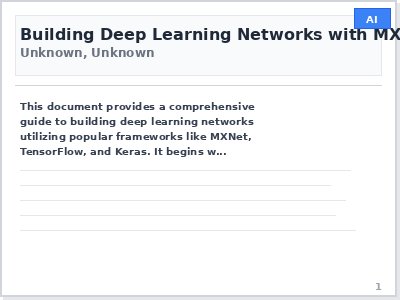 AI
Building Deep Learning Networks with MX
Unknown, Unknown
This document provides a comprehensive
guide to building deep learning networks
utilizing popular frameworks like MXNet,
TensorFlow, and Keras. It begins w...
1